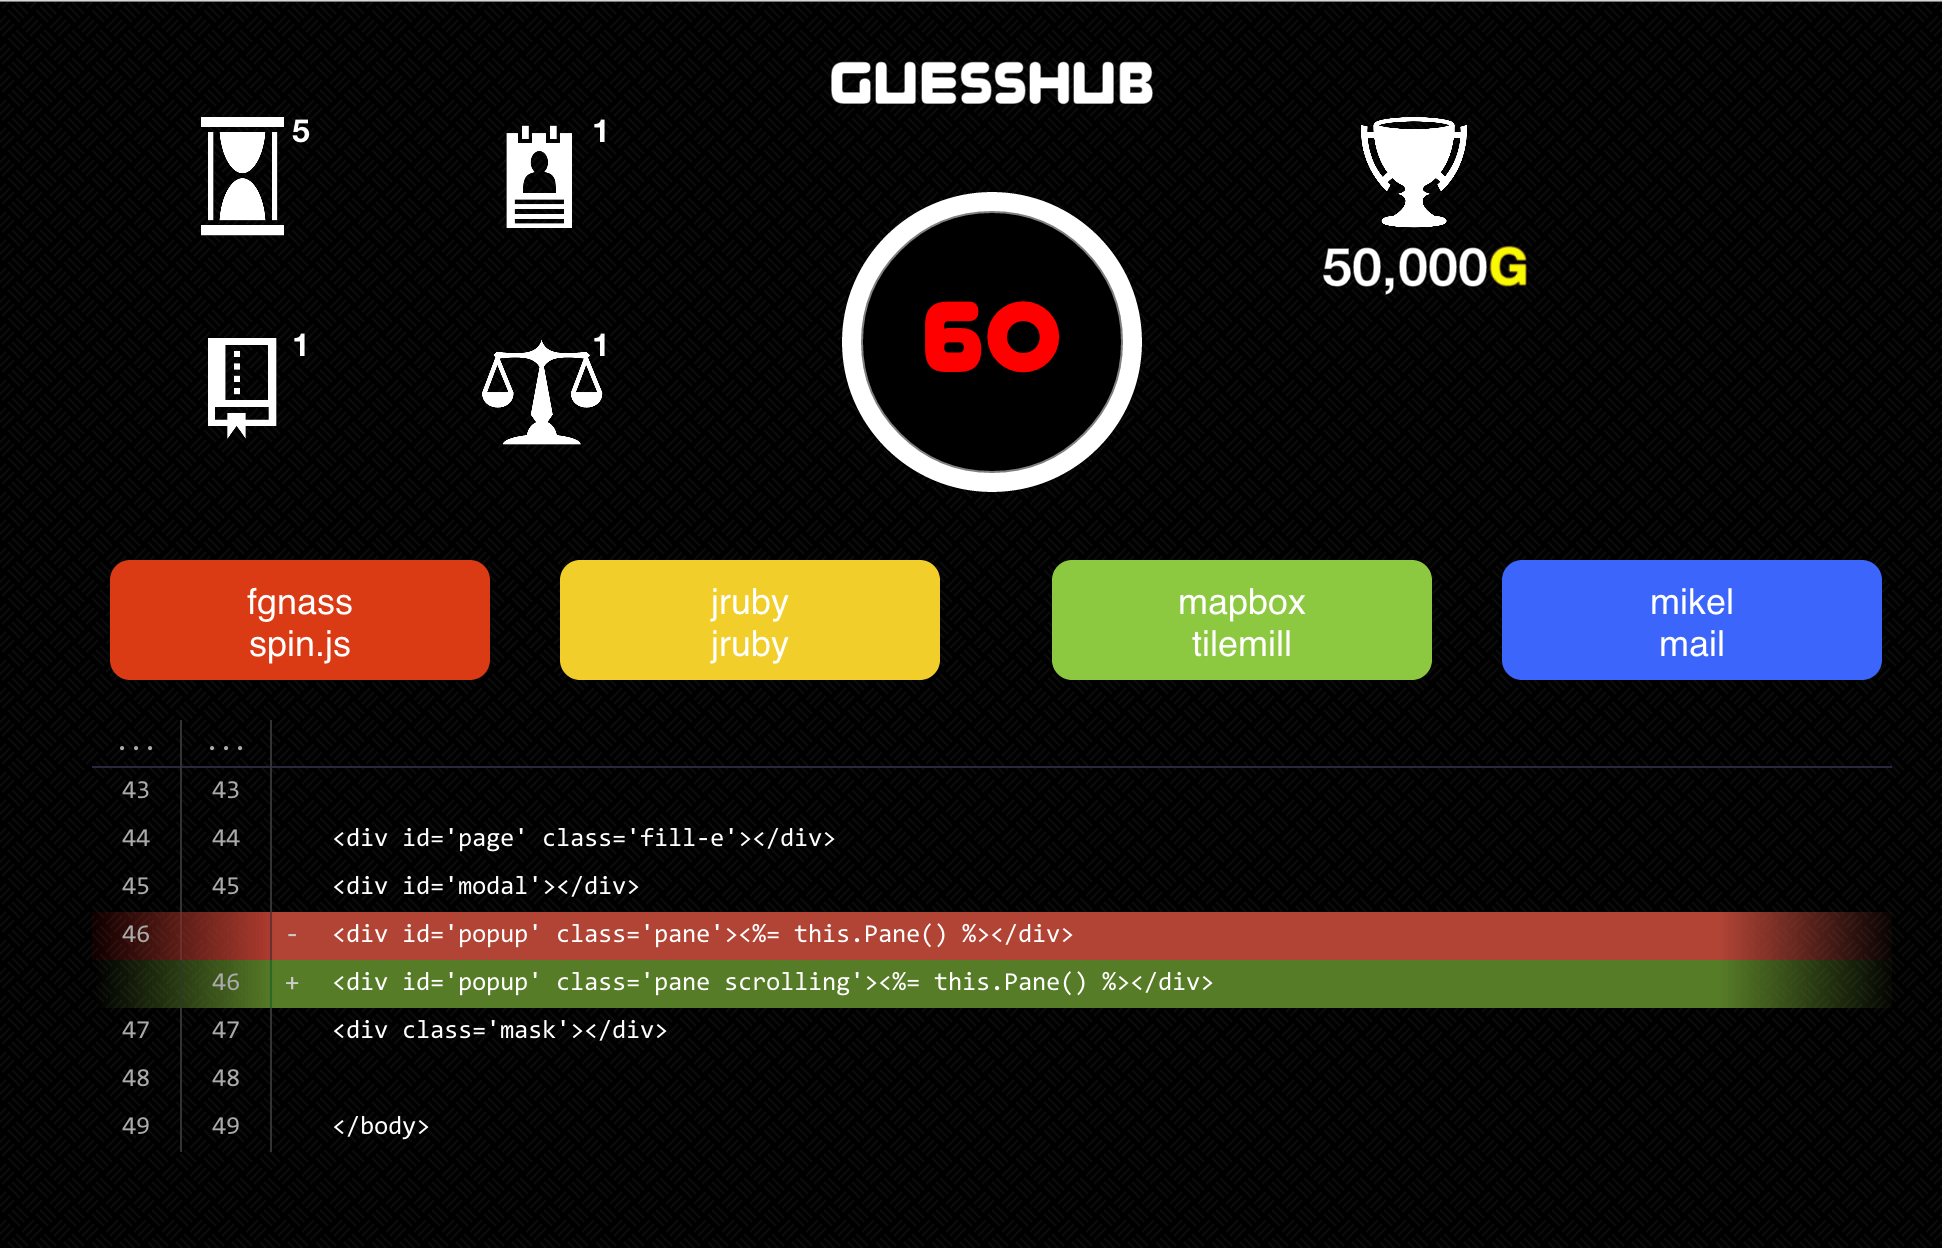 GUESSHUB
5
1
1
1
60
50,000G
fgnass
spin.js
jruby
jruby
mapbox
tilemill
mikel
mail
... ...
43 43
44 44 <div id='page' class='fill-e'></div>
45 45 <div id='modal'></div>
46 - <div id='popup' class='pane'><%= this.Pane() %></div>
46 + <div id='popup' class='pane scrolling'><%= this.Pane() %></div>
47 47 <div class='mask'></div>
48 48
49 49 </body>